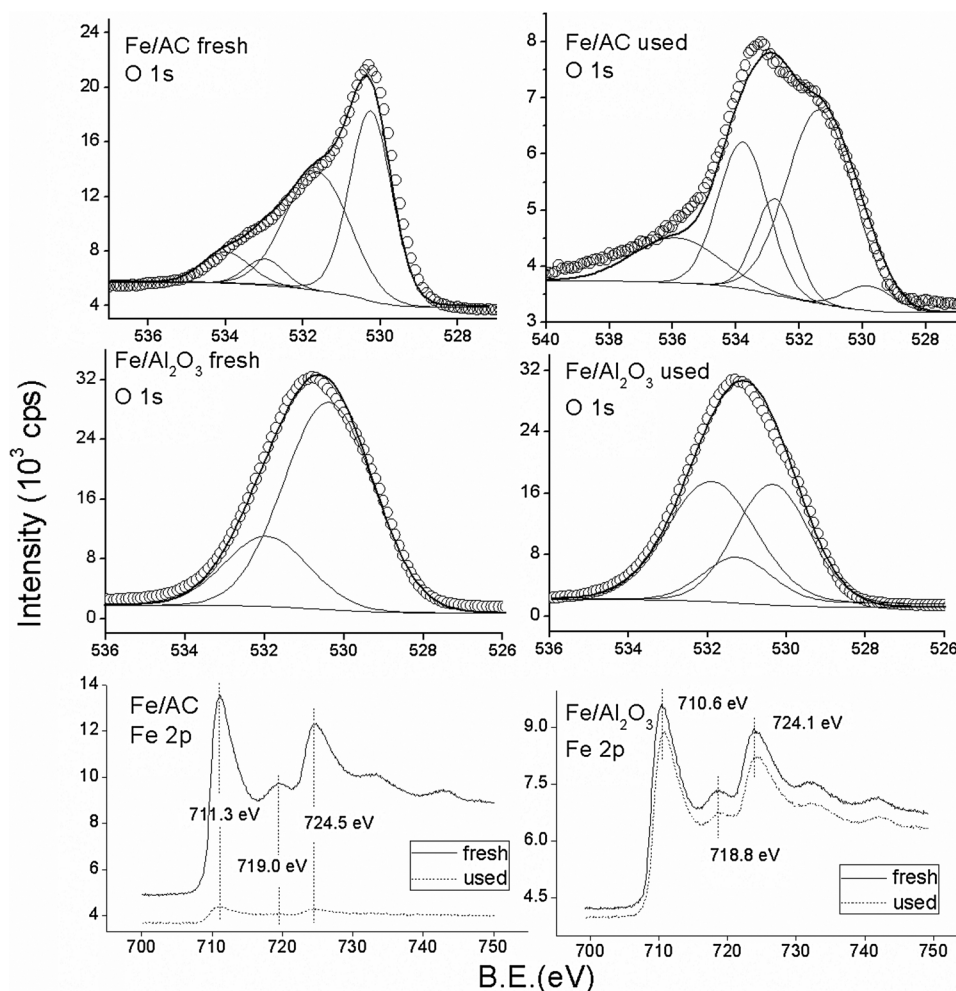 Fe/AC fresh
O 1s
24
20
16
12
8
4
536
534
532
530
528
Fe/AC used
O 1s
8
7
6
5
4
3
540
538
536
534
532
530
528
Fe/Al₂O₃ fresh
O 1s
32
24
16
8
0
536
534
532
530
528
526
Fe/Al₂O₃ used
O 1s
32
24
16
8
0
536
534
532
530
528
526
Intensity (10³ cps)
Fe/AC
Fe 2p
14
12
10
8
6
4
711.3 eV
724.5 eV
719.0 eV
fresh
used
700
710
720
730
740
750
Fe/Al₂O₃
Fe 2p
9.0
7.5
6.0
4.5
710.6 eV
724.1 eV
718.8 eV
fresh
used
700
710
720
730
740
750
B.E.(eV)